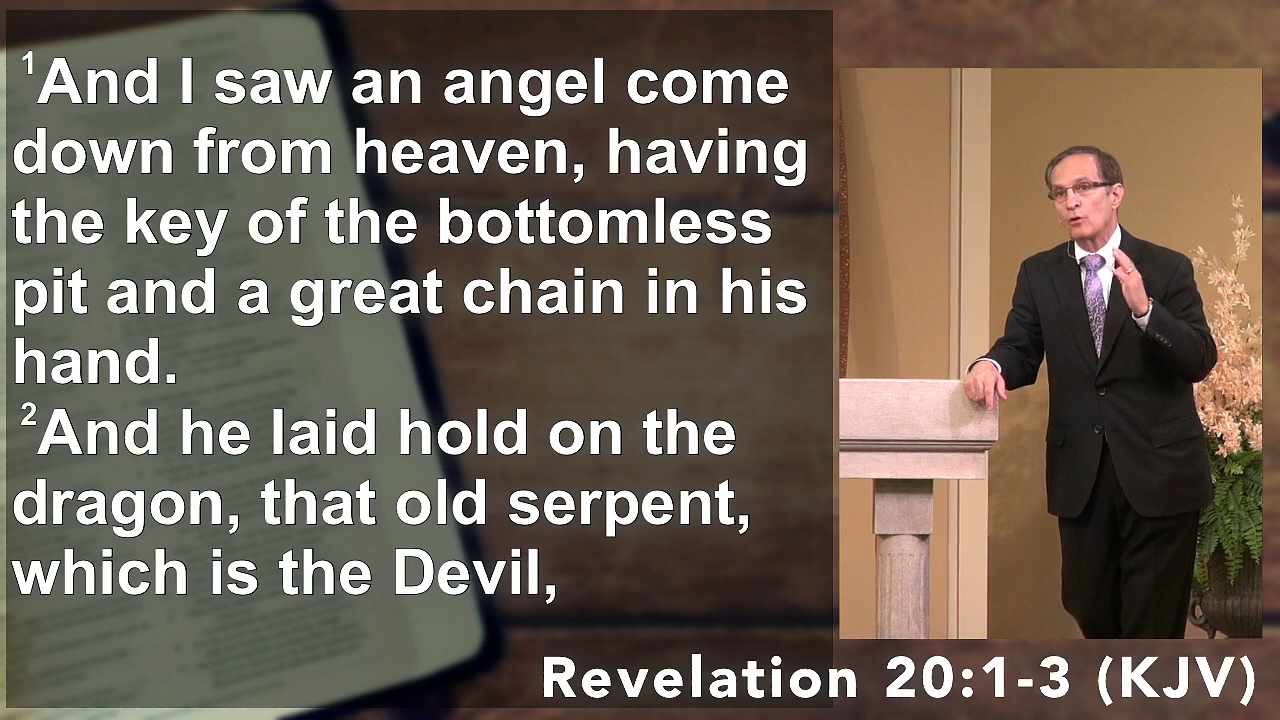 ¹And I saw an angel come
down from heaven, having
the key of the bottomless
pit and a great chain in his
hand.
²And he laid hold on the
dragon, that old serpent,
which is the Devil,
Revelation 20:1-3 (KJV)